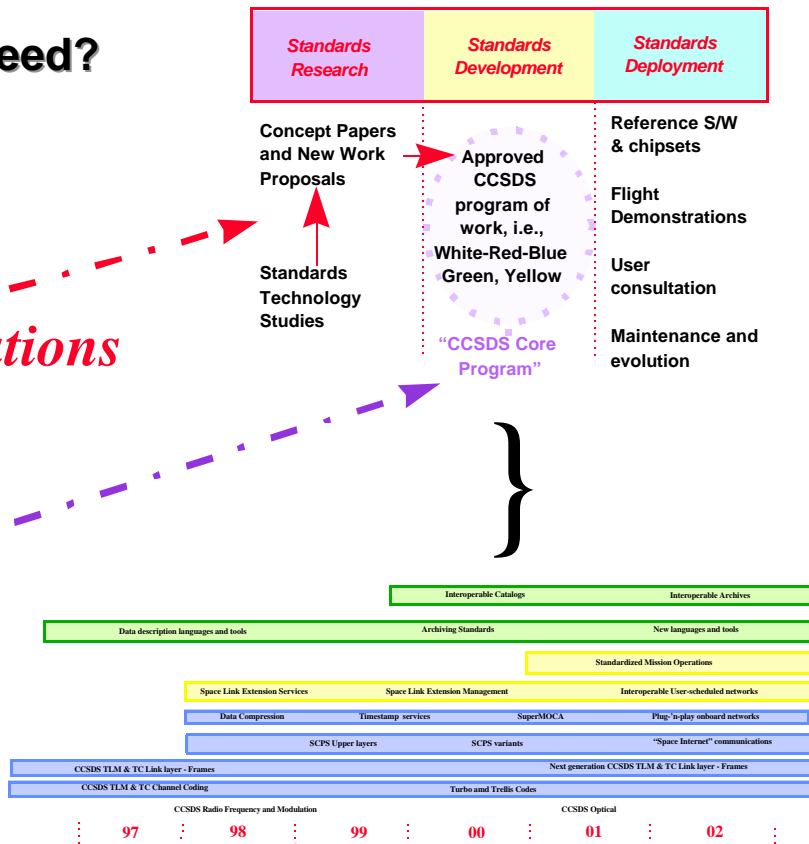 eed?
Standards
Research
Standards
Development
Standards
Deployment
Concept Papers
and New Work
Proposals
Standards
Technology
Studies
Approved
CCSDS
program of
work, i.e.,
White-Red-Blue
Green, Yellow
“CCSDS Core
Program”
Reference S/W
& chipsets
Flight
Demonstrations
User
consultation
Maintenance and
evolution
ations
}
Interoperable Catalogs Interoperable Archives
Data description languages and tools Archiving Standards New languages and tools
Standardized Mission Operations
Space Link Extension Services Space Link Extension Management Interoperable User-scheduled networks
Data Compression Timestamp services SuperMOCA Plug-'n-play onboard networks
SCPS Upper layers SCPS variants “Space Internet” communications
CCSDS TLM & TC Link layer - Frames Next generation CCSDS TLM & TC Link layer - Frames
CCSDS TLM & TC Channel Coding Turbo amd Trellis Codes
CCSDS Radio Frequency and Modulation CCSDS Optical
97 98 99 00 01 02